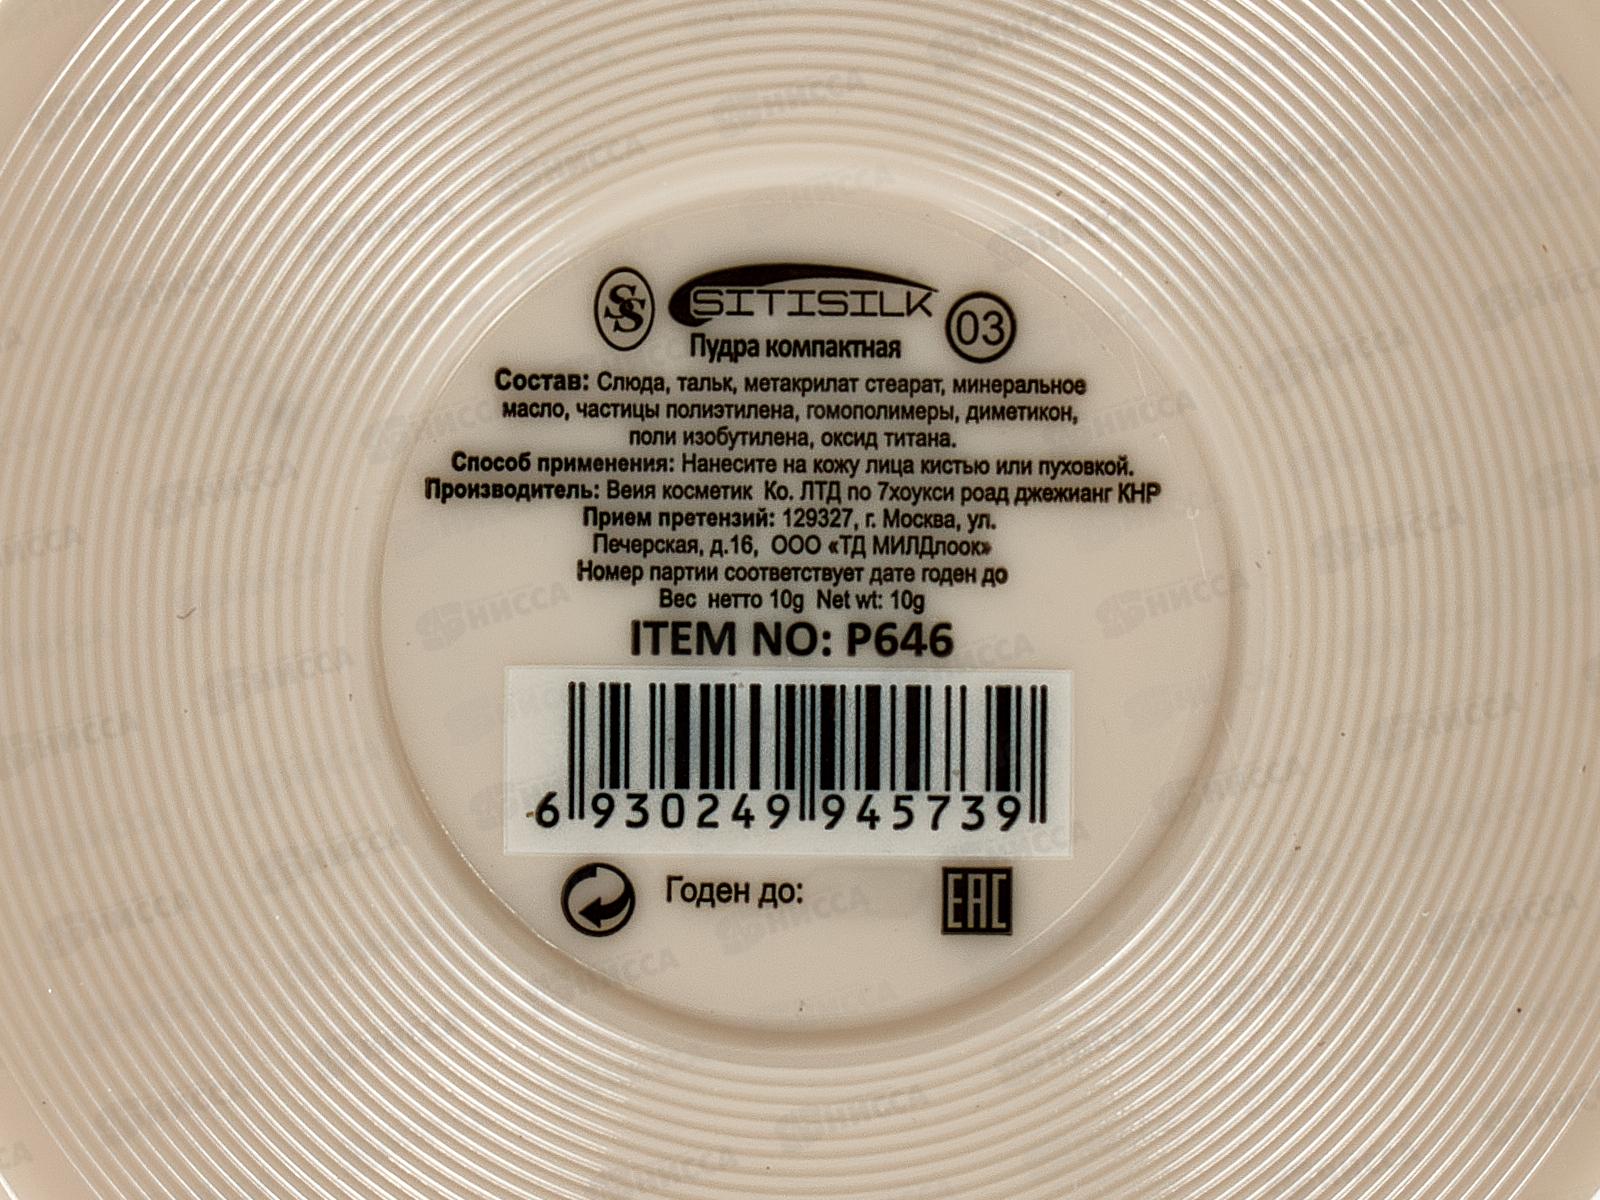 SS SITISILK 03
Пудра компактная
Состав: Слюда, тальк, метакрилат стеарат, минеральное
масло, частицы полиэтилена, гомополимеры, диметикон,
поли изобутилена, оксид титана.
Способ применения: Нанесите на кожу лица кистью или пуховкой.
Производитель: Веия косметик Ко. ЛТД по 7хоукси роад джежианг КНР
Прием претензий: 129327, г. Москва, ул.
Печерская, д.16, ООО «ТД МИЛДлоок»
Номер партии соответствует дате годен до
Вес нетто 10g Net wt: 10g
ITEM NO: P646
6 930249 945739
Годен до: EAC
НИССА